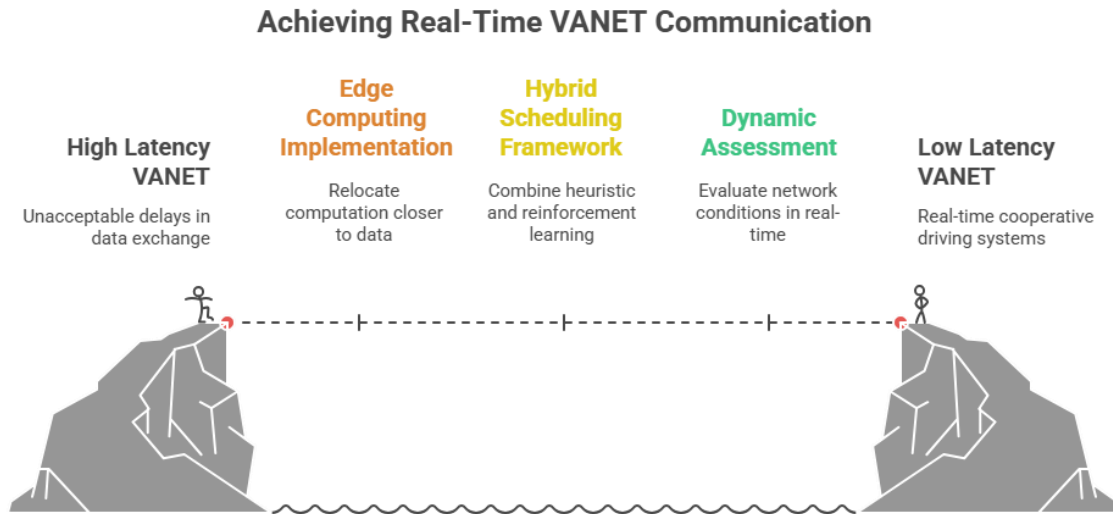 Achieving Real-Time VANET Communication
High Latency
VANET
Unacceptable delays in
data exchange
Edge
Computing
Implementation
Relocate
computation closer
to data
Hybrid
Scheduling
Framework
Combine heuristic
and reinforcement
learning
Dynamic
Assessment
Evaluate network
conditions in real-
time
Low Latency
VANET
Real-time cooperative
driving systems